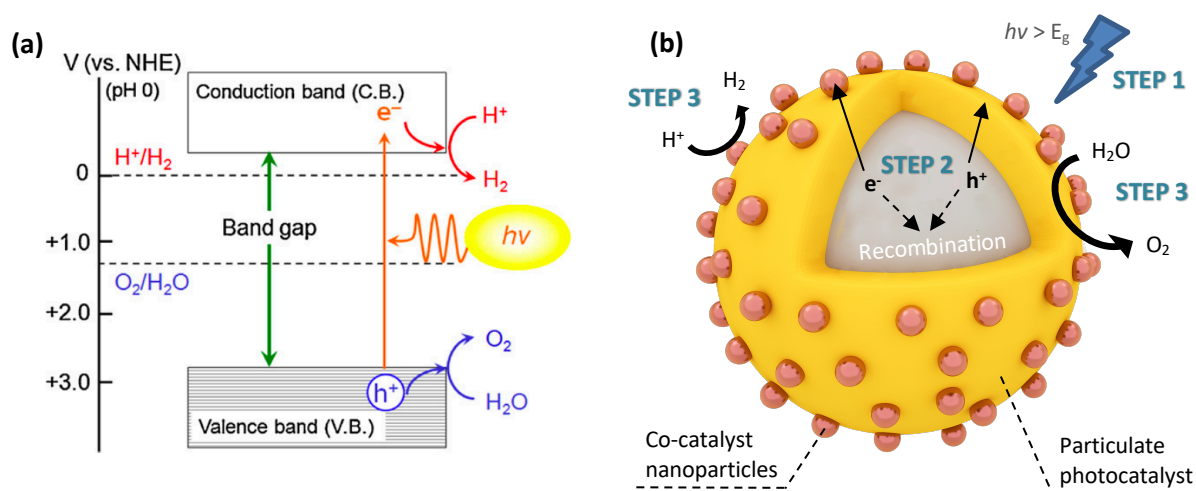 (a)
V (vs. NHE)
(pH 0)
Conduction band (C.B.)
e⁻
H⁺
H⁺/H₂
0
H₂
Band gap
hν
+1.0
O₂/H₂O
+2.0
O₂
+3.0
h⁺
H₂O
Valence band (V.B.)
(b)
hν > Eg
STEP 1
H₂
STEP 3
H⁺
H₂O
STEP 2
e⁻
h⁺
STEP 3
Recombination
O₂
Co-catalyst
nanoparticles
Particulate
photocatalyst